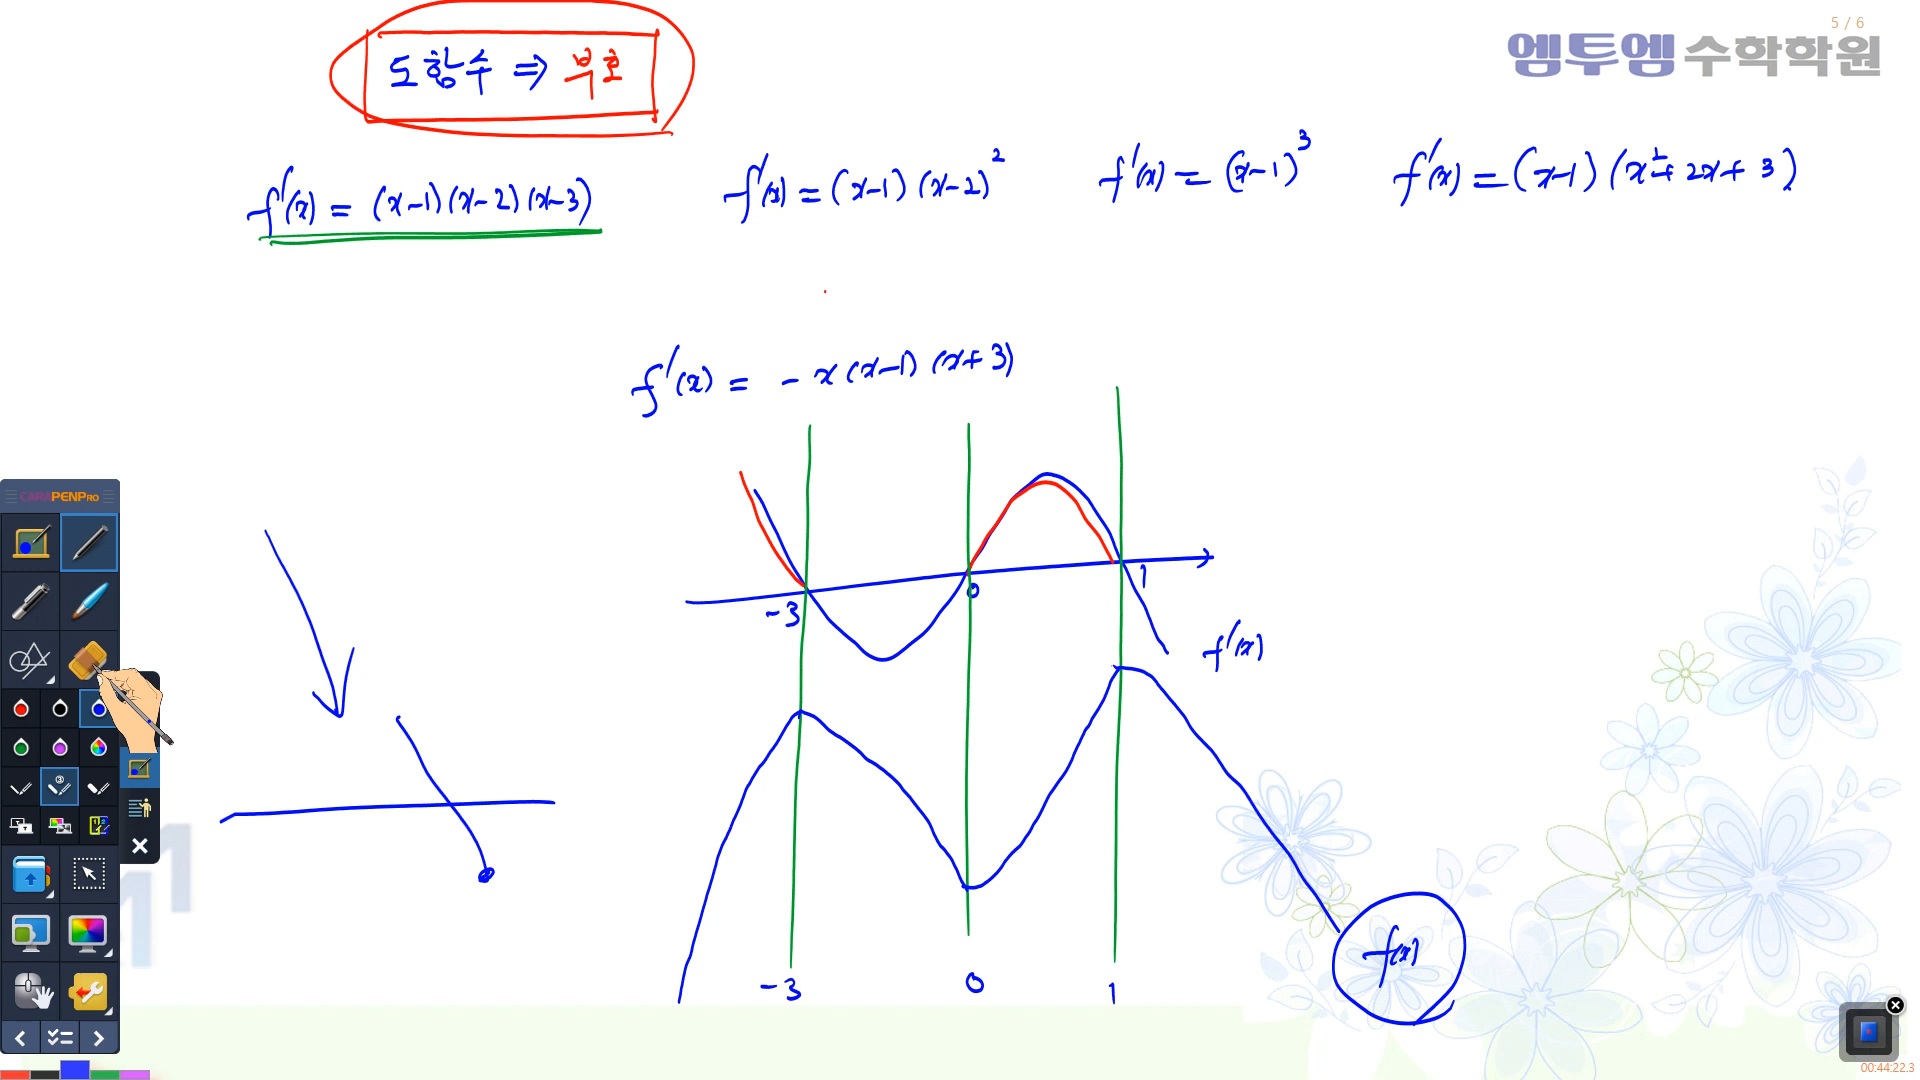 5 / 6
엠투엠 수학학원
도함수 ⇒ 부호
f'(x) = (x-1)(x-2)(x-3)
f'(x) = (x-1)(x-2)²
f'(x) = (x-1)³
f'(x) = (x-1)(x²+2x+3)
f'(x) = -x(x-1)(x+3)
CARAPENPRO
-3
0
1
f'(x)
f(x)
-3
0
1
00:44:22.3